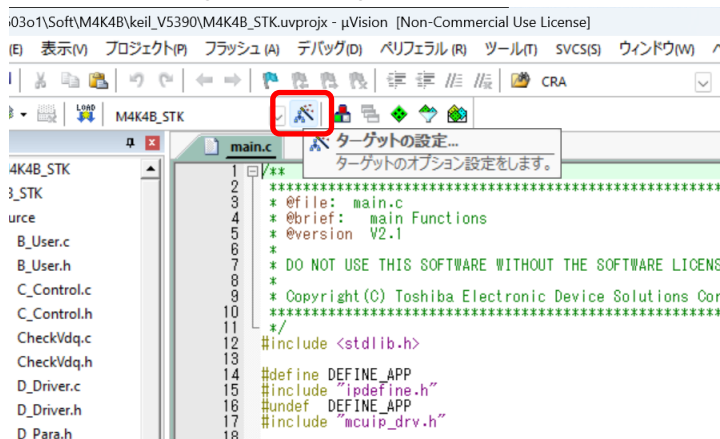 503o1\Soft\M4K4B\keil_V5390\M4K4B_STK.uvprojx - µVision [Non-Commercial Use License]
(E) 表示(V) プロジェクト(P) フラッシュ (A) デバッグ(D) ペリフェラル (R) ツール(T) SVCS(S) ウィンドウ(W)
CRA
LOAD M4K4B_STK
main.c
ターゲットの設定...
ターゲットのオプション設定をします。
4K4B_STK
B_STK
urce
B_User.c
B_User.h
C_Control.c
C_Control.h
CheckVdq.c
CheckVdq.h
D_Driver.c
D_Driver.h
D_Para.h
1 /**
2 ****************************************************************
3 * @file: main.c
4 * @brief: main Functions
5 * @version V2.1
6 *
7 * DO NOT USE THIS SOFTWARE WITHOUT THE SOFTWARE LICENS
8 *
9 * Copyright(C) Toshiba Electronic Device Solutions Cor
10 ****************************************************************
11 */
12 #include <stdlib.h>
13
14 #define DEFINE_APP
15 #include "ipdefine.h"
16 #undef DEFINE_APP
17 #include "mcuip_drv.h"
18